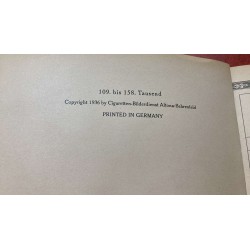 109. bis 158. Tausend
Copyright 1936 by Cigaretten-Bilderdienst Altona-Bahrenfeld
PRINTED IN GERMANY